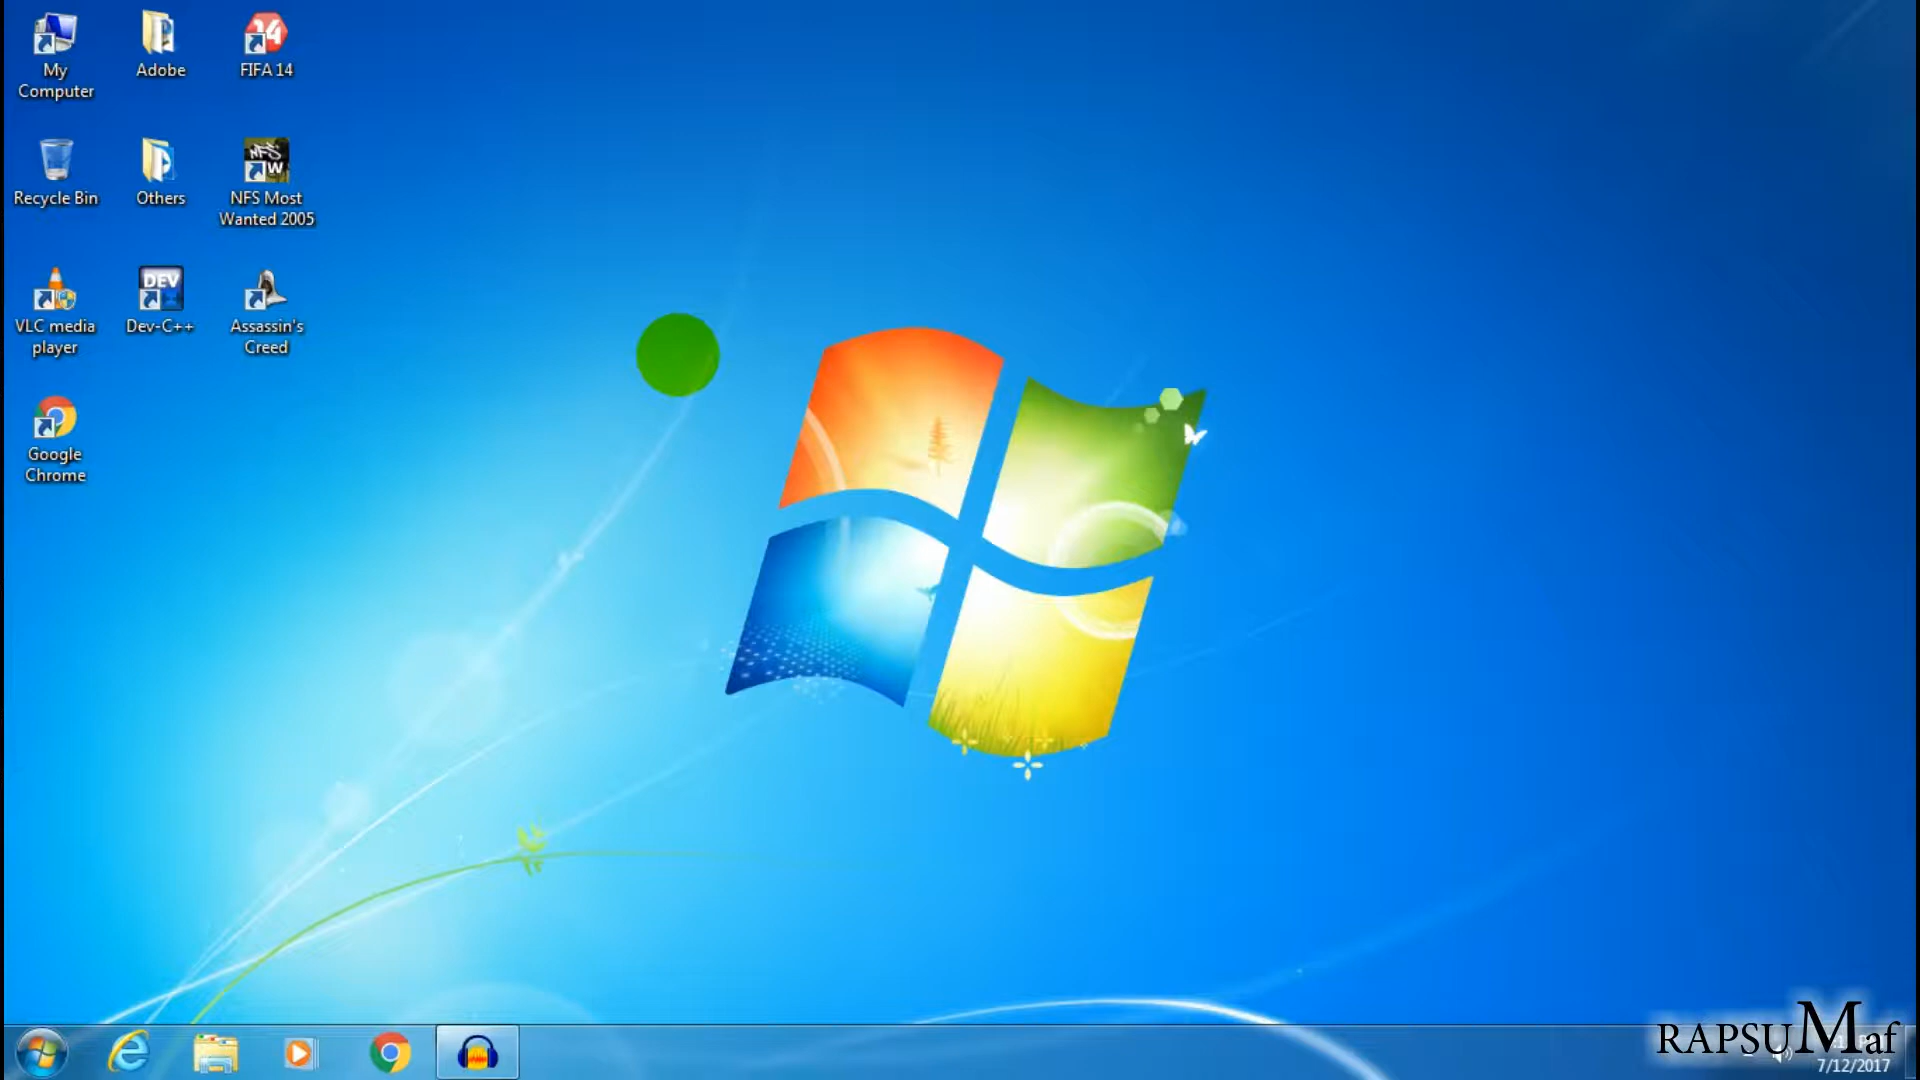 My
Computer
Adobe
FIFA 14
Recycle Bin
Others
NFS Most
Wanted 2005
VLC media
player
DEV
Dev-C++
Assassin's
Creed
Google
Chrome
RAPSUMaf
7/12/2017